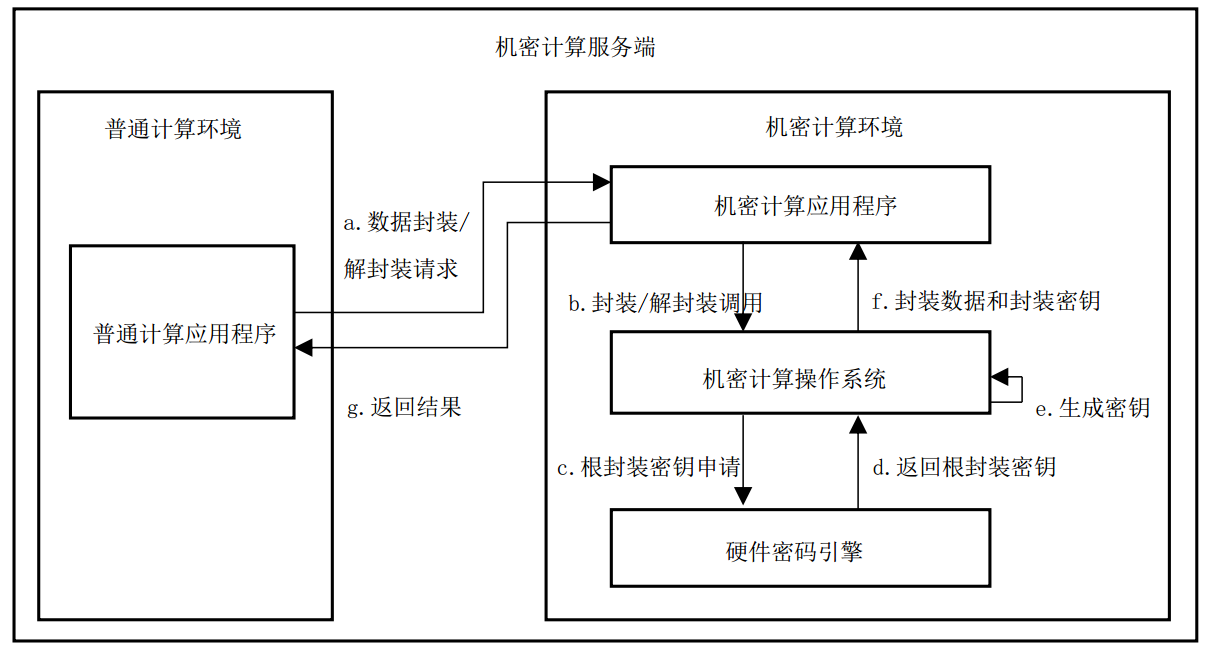 机密计算服务端
普通计算环境
机密计算环境
机密计算应用程序
a.数据封装/
解封装请求
b.封装/解封装调用
f.封装数据和封装密钥
普通计算应用程序
机密计算操作系统
g.返回结果
e.生成密钥
c.根封装密钥申请
d.返回根封装密钥
硬件密码引擎